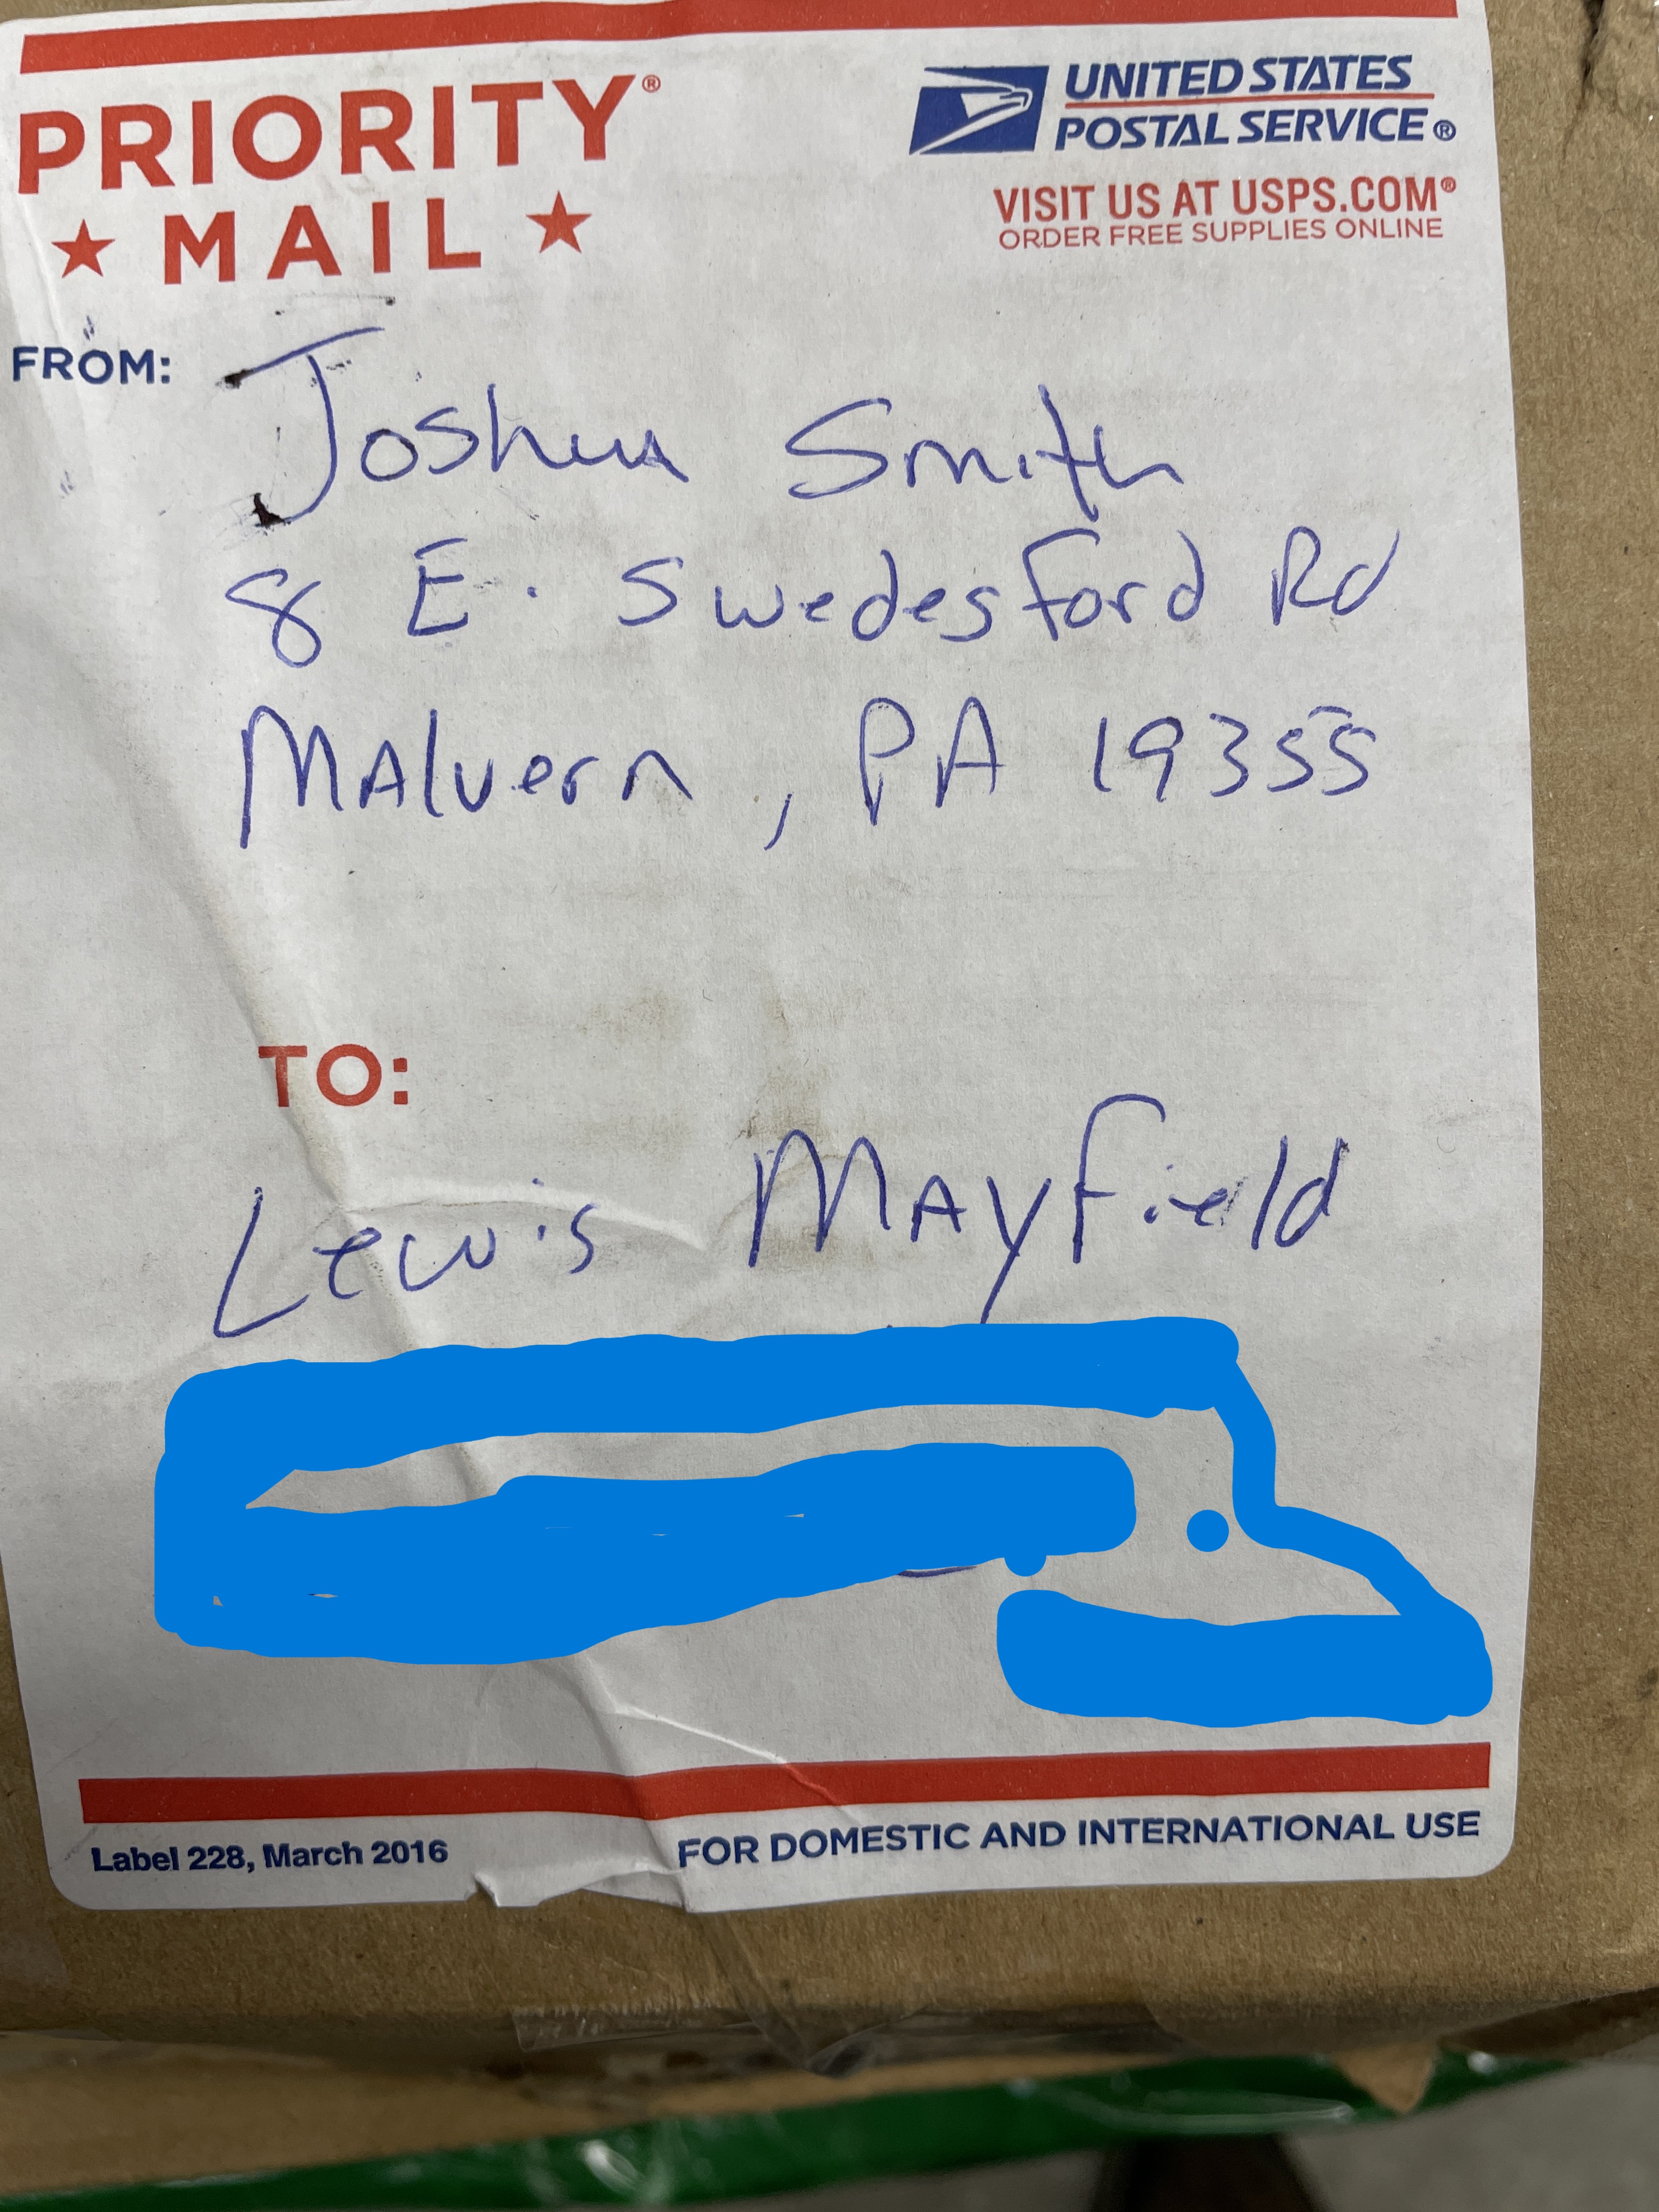 PRIORITY®
★ MAIL ★
UNITED STATES
POSTAL SERVICE®
VISIT US AT USPS.COM®
ORDER FREE SUPPLIES ONLINE
FROM:
Joshua Smith
8 E. Swedesford Rd
Malvern, PA 19355
TO:
Lewis Mayfield
Label 228, March 2016
FOR DOMESTIC AND INTERNATIONAL USE